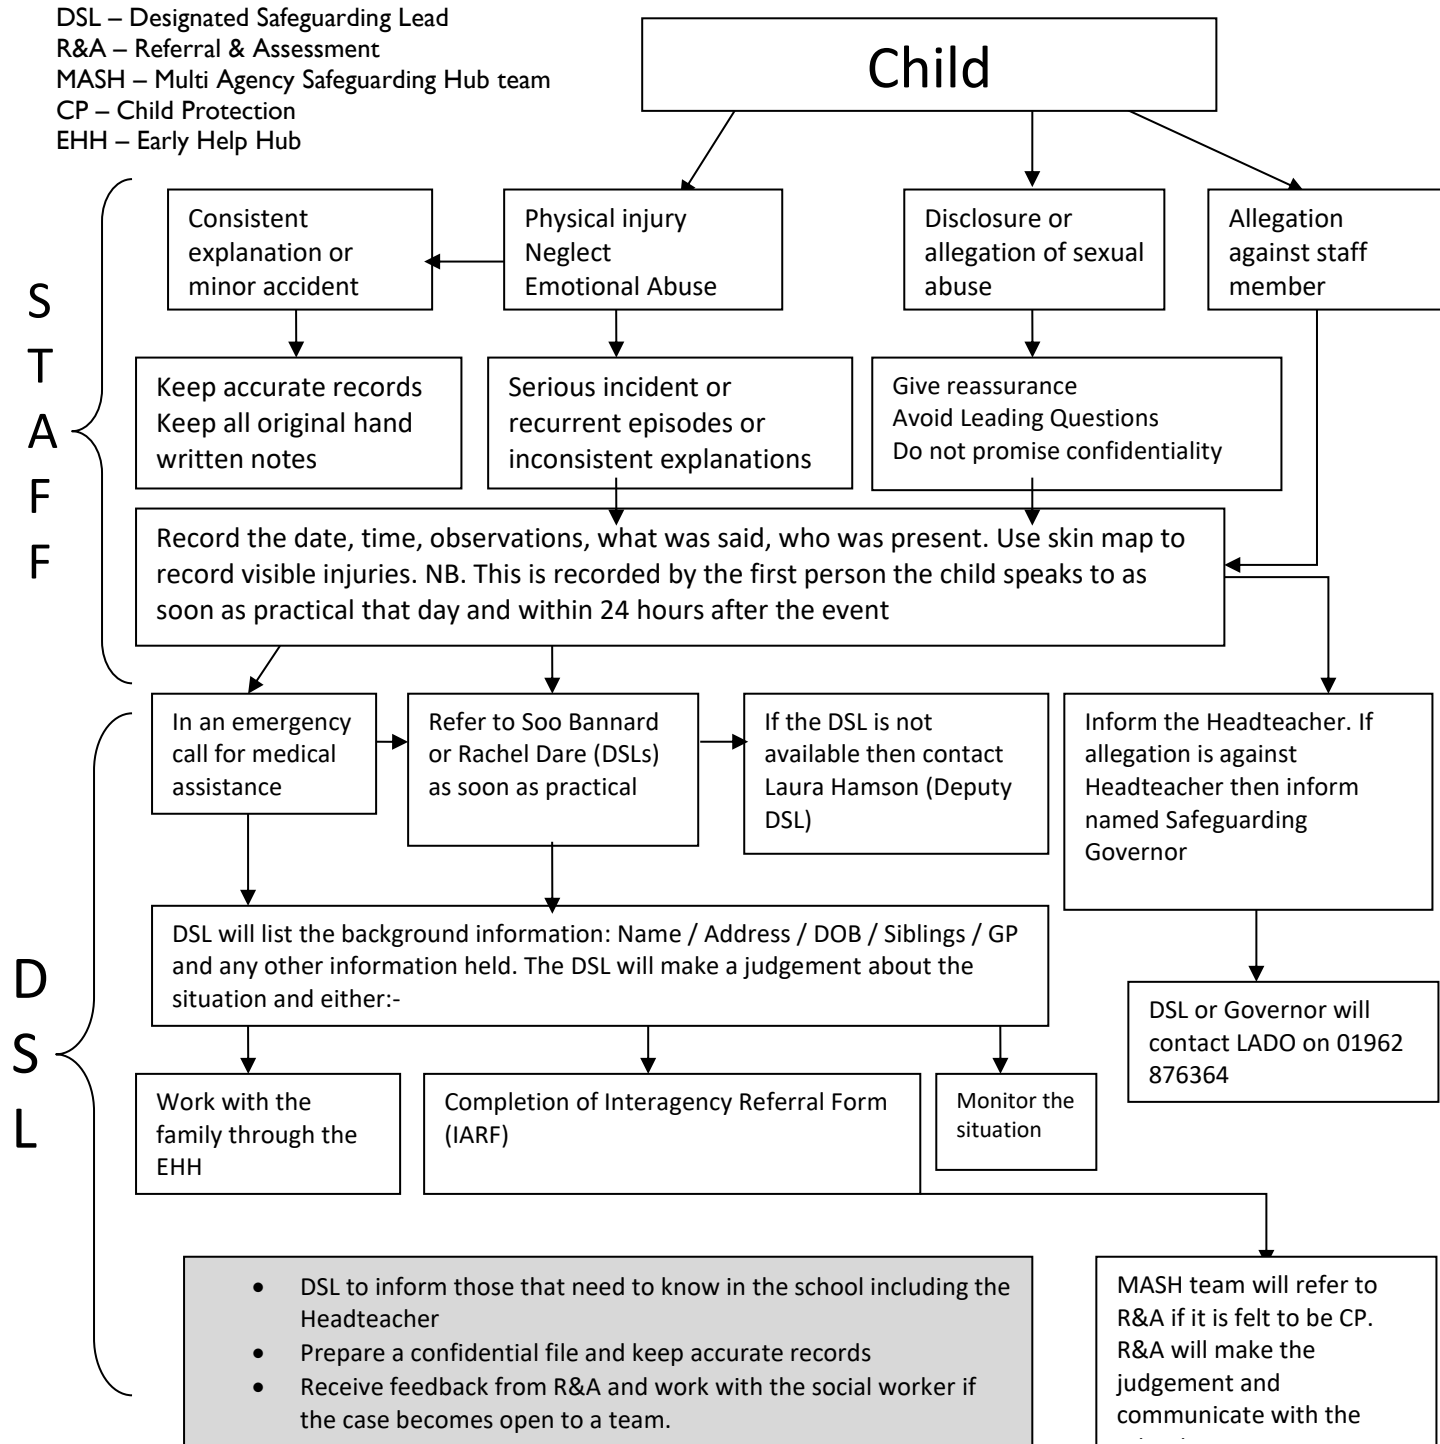 DSL – Designated Safeguarding Lead
R&A – Referral & Assessment
MASH – Multi Agency Safeguarding Hub team
CP – Child Protection
EHH – Early Help Hub
Child
S
T
A
F
F
Consistent
explanation or
minor accident
Physical injury
Neglect
Emotional Abuse
Disclosure or
allegation of sexual
abuse
Allegation
against staff
member
Keep accurate records
Keep all original hand
written notes
Serious incident or
recurrent episodes or
inconsistent explanations
Give reassurance
Avoid Leading Questions
Do not promise confidentiality
Record the date, time, observations, what was said, who was present. Use skin map to
record visible injuries. NB. This is recorded by the first person the child speaks to as
soon as practical that day and within 24 hours after the event
D
S
L
In an emergency
call for medical
assistance
Refer to Soo Bannard
or Rachel Dare (DSLs)
as soon as practical
If the DSL is not
available then contact
Laura Hamson (Deputy
DSL)
Inform the Headteacher. If
allegation is against
Headteacher then inform
named Safeguarding
Governor
DSL will list the background information: Name / Address / DOB / Siblings / GP
and any other information held. The DSL will make a judgement about the
situation and either:-
DSL or Governor will
contact LADO on 01962
876364
Work with the
family through the
EHH
Completion of Interagency Referral Form
(IARF)
Monitor the
situation
• DSL to inform those that need to know in the school including the
Headteacher
• Prepare a confidential file and keep accurate records
• Receive feedback from R&A and work with the social worker if
the case becomes open to a team.
MASH team will refer to
R&A if it is felt to be CP.
R&A will make the
judgement and
communicate with the